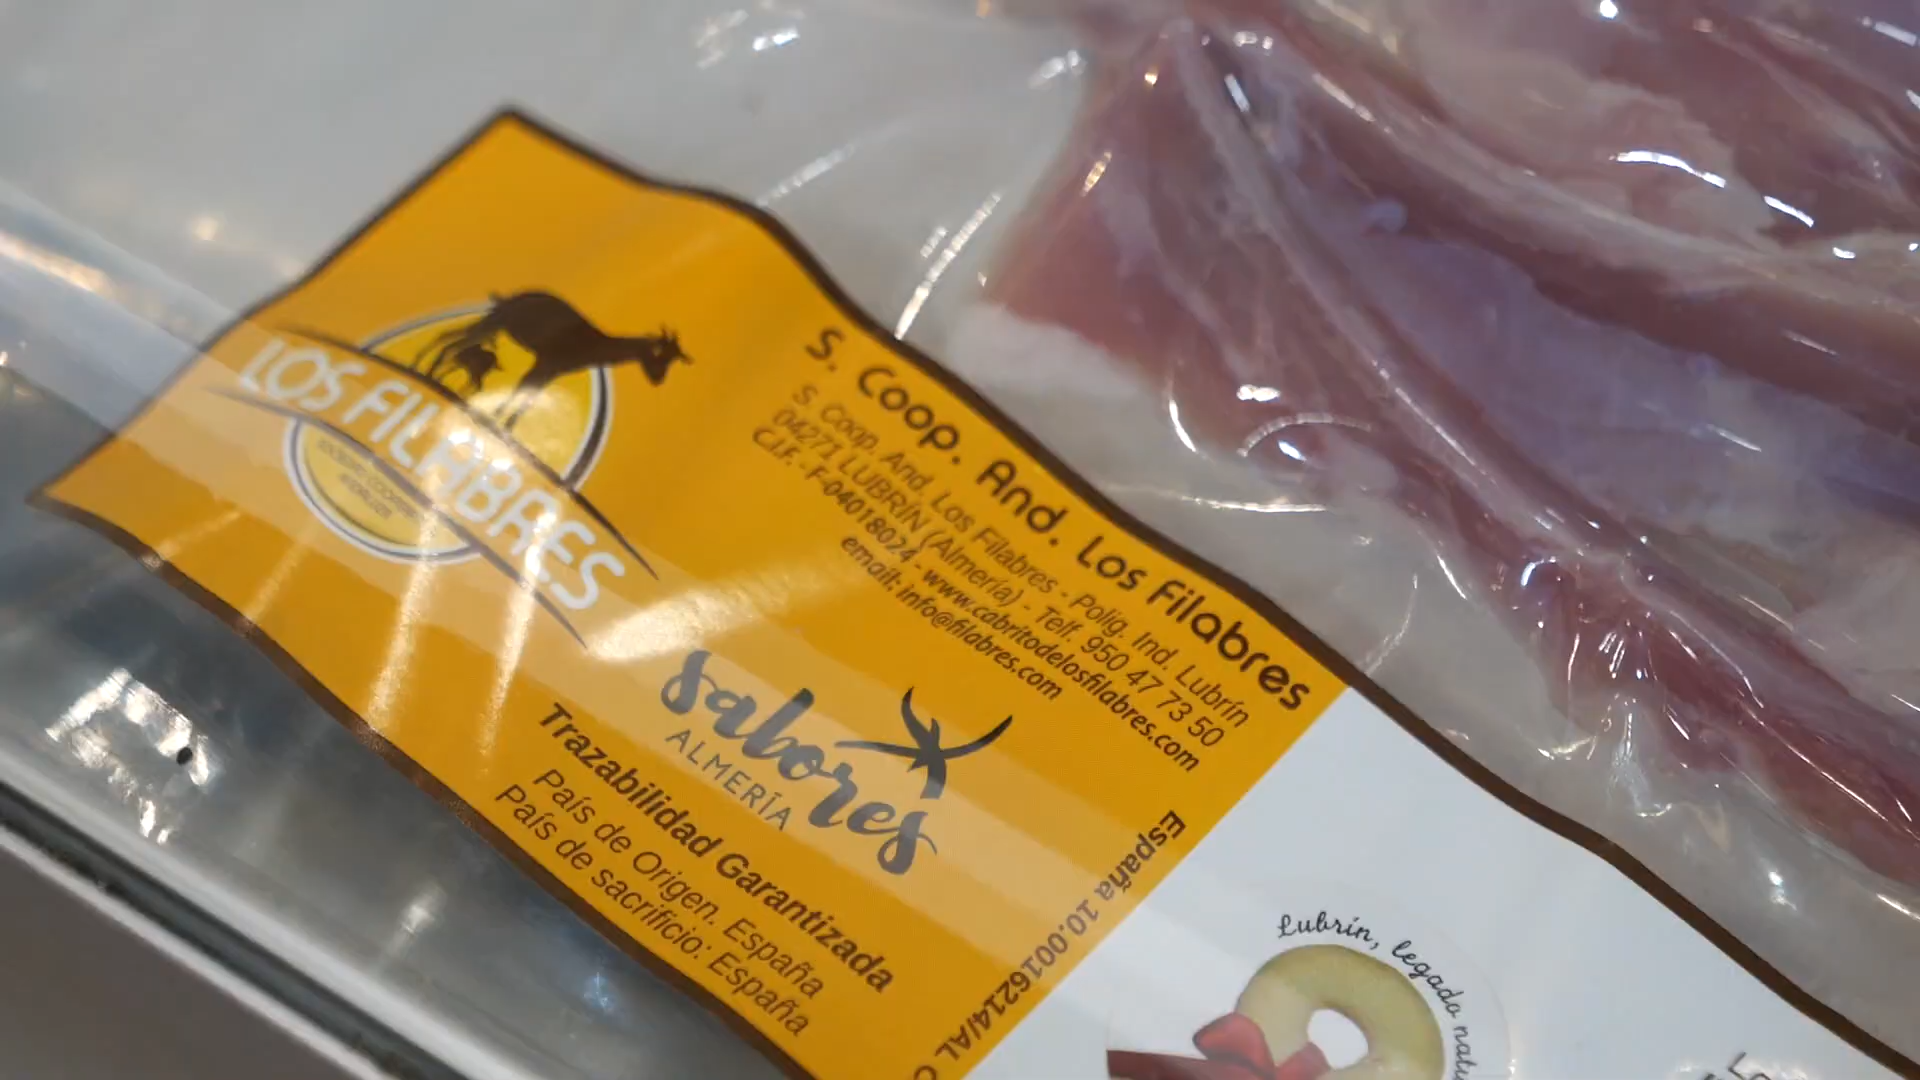 LOS FILABRES
S. Coop. And. Los Filabres
S. Coop. And. Los Filabres - Polig. Ind. Lubrín
04271 LUBRÍN (Almería) - Telf. 950 47 73 50
C.I.F. - F-04018024 - www.cabritodelosfilabres.com
email: info@filabres.com
sabores
ALMERÍA
Trazabilidad Garantizada
País de Origen. España
País de sacrificio: España
España 10.0016214/AL
Lubrín, legado